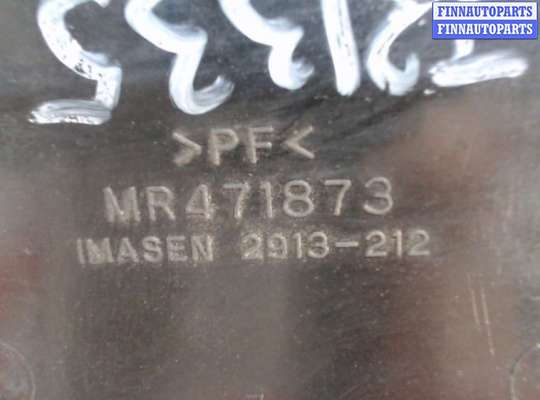 FINNAUTOPARTS
FINNAUTOPARTS
>PF<
MR471873
IMASEN 2913-212